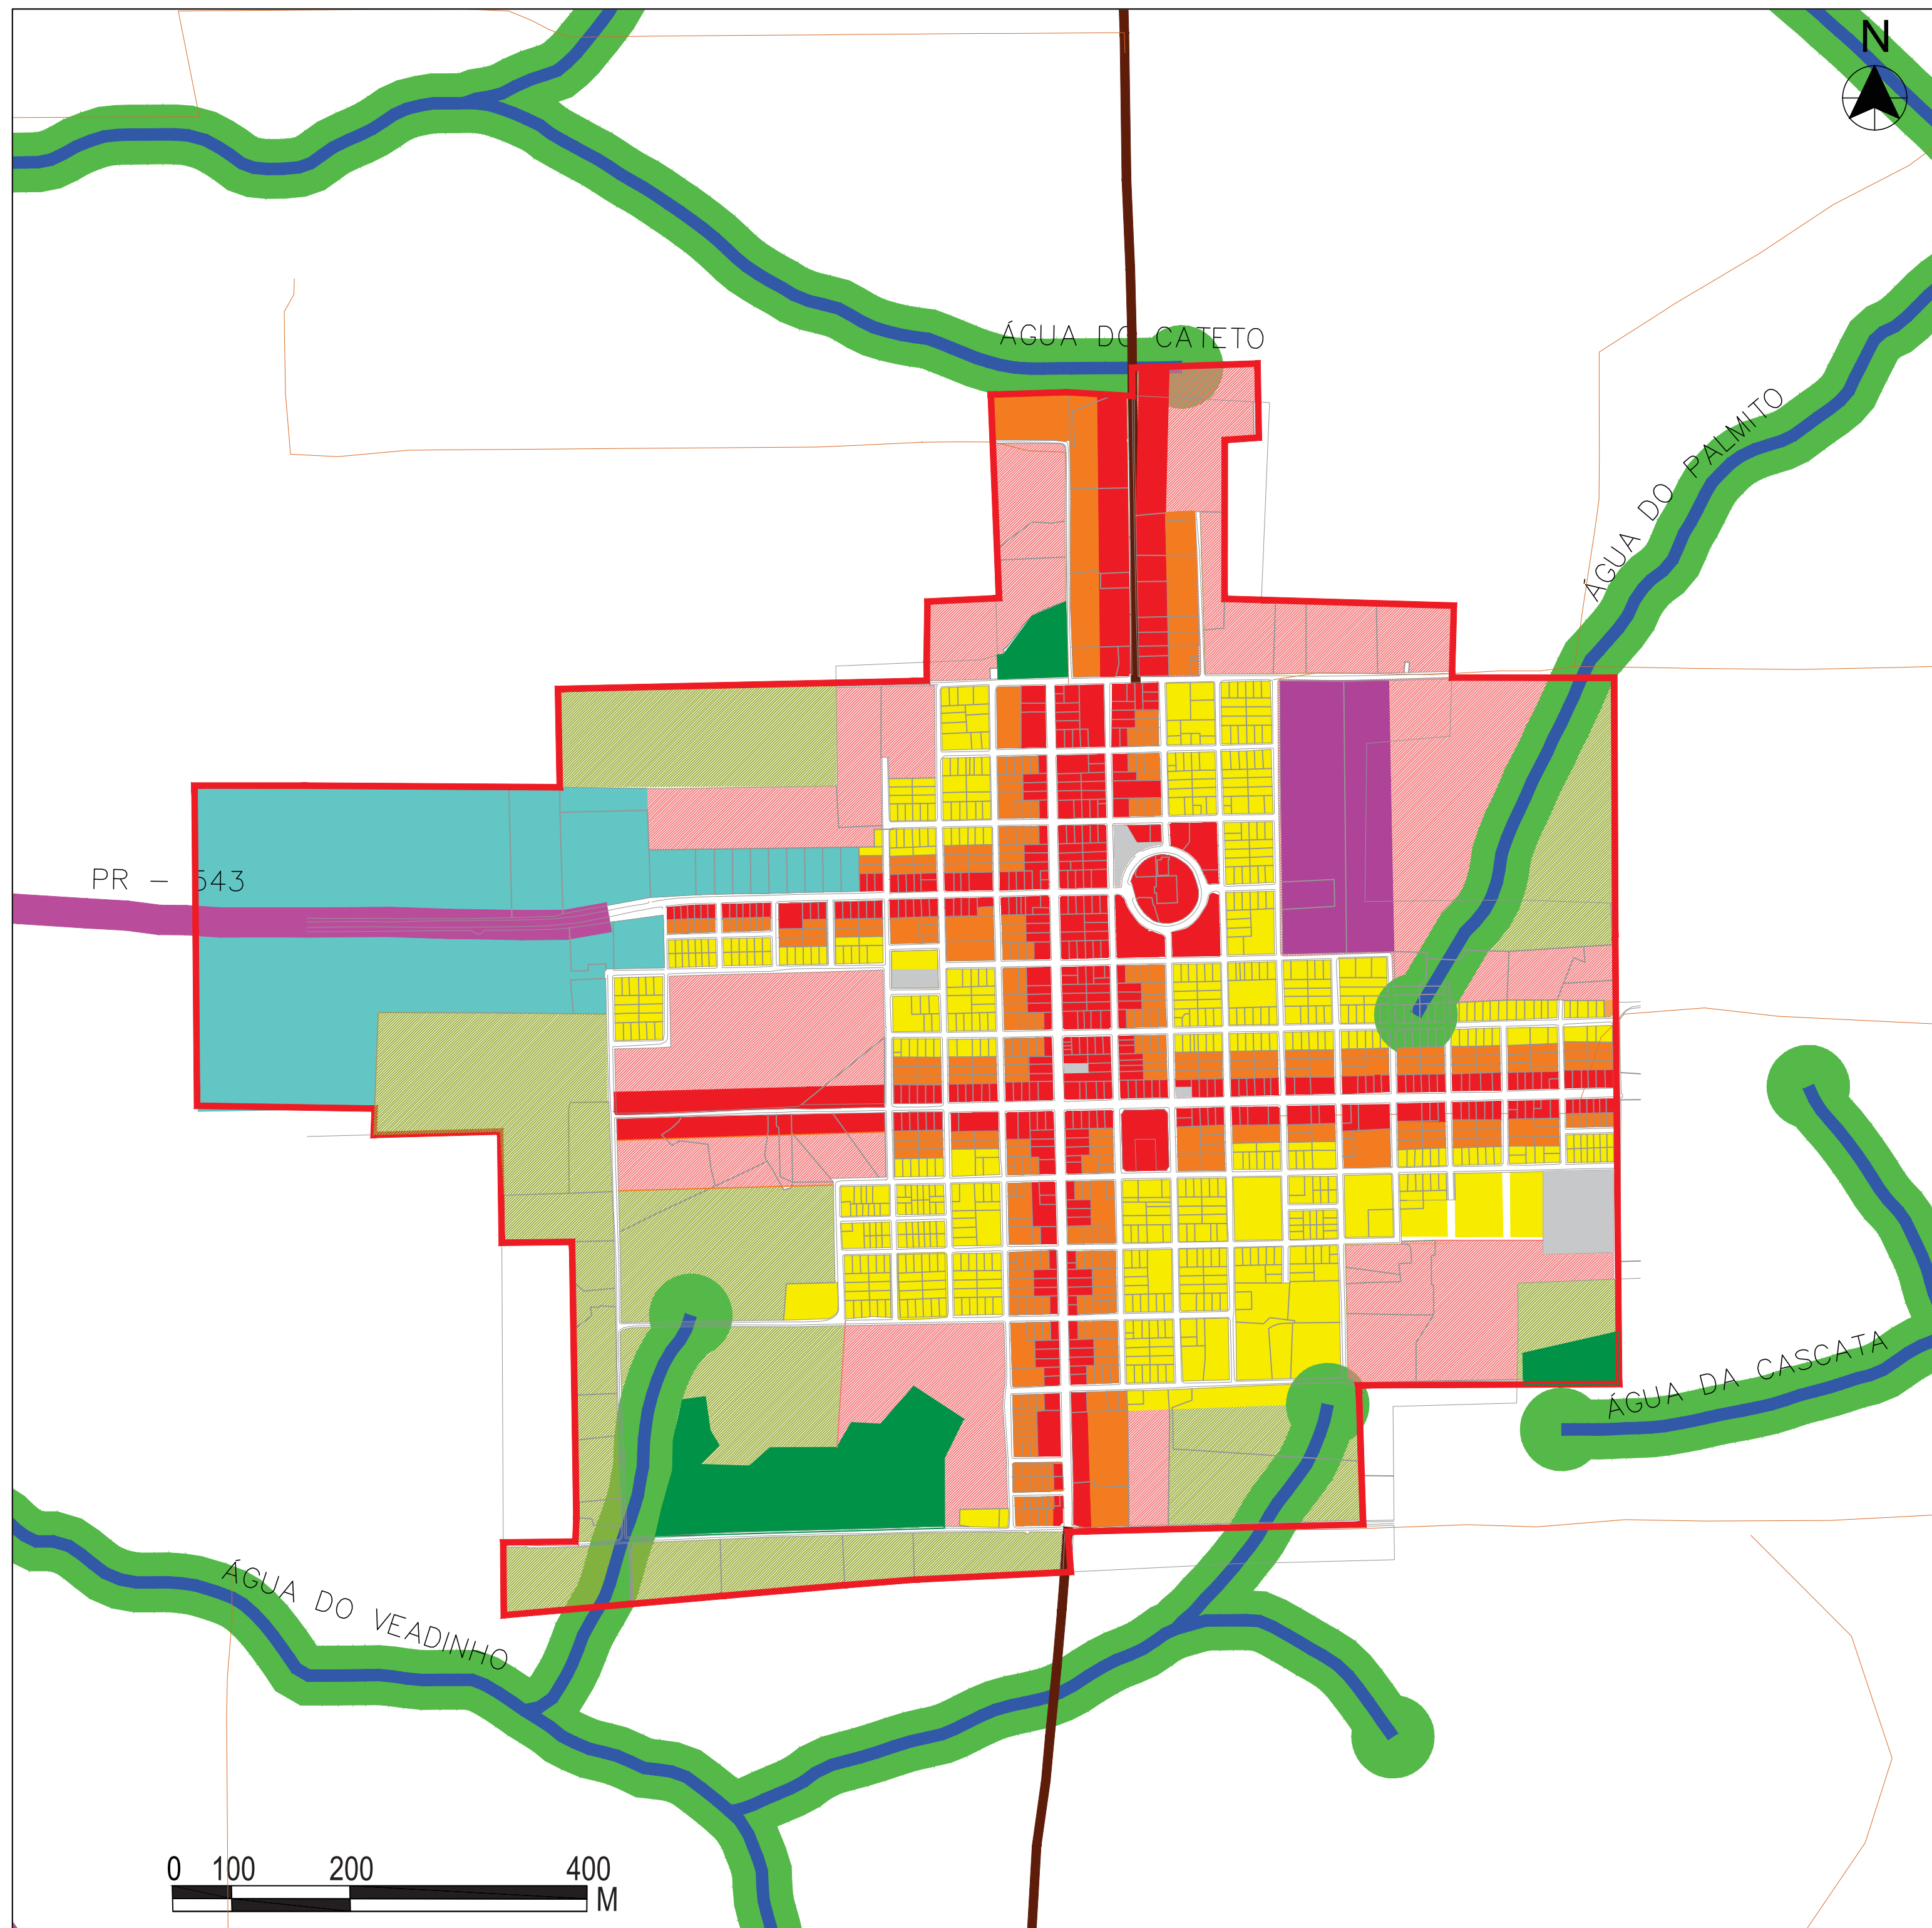 N
ÁGUA DO CATETO
ÁGUA DO PALMITO
PR - 543
ÁGUA DA CASCATA
ÁGUA DO VEADINHO
0 100 200 400
M